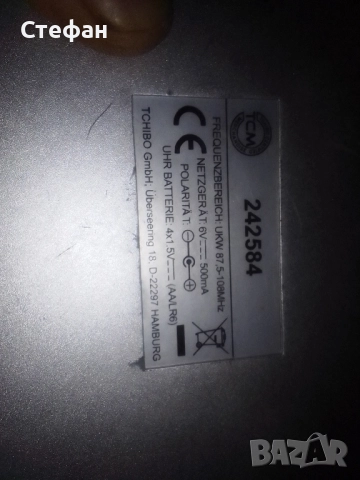 Стефан
TCM
242584
FREQUENZBEREICH: UKW 87,5-108MHz
NETZGERÄT: 6V 500mA
POLARITÄT: - +
UHR BATTERIE: 4x1.5V (AA/LR6)
CE
TCHIBO GmbH; Überseering 18, D-22297 HAMBURG
BAZAR